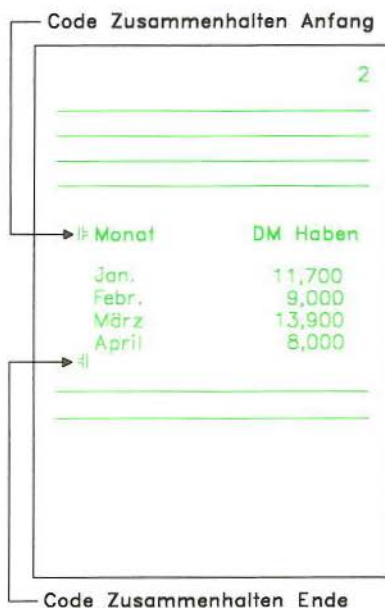 Code Zusammenhalten Anfang
2
Monat DM Haben
Jan. 11,700
Febr. 9,000
März 13,900
April 8,000
Code Zusammenhalten Ende